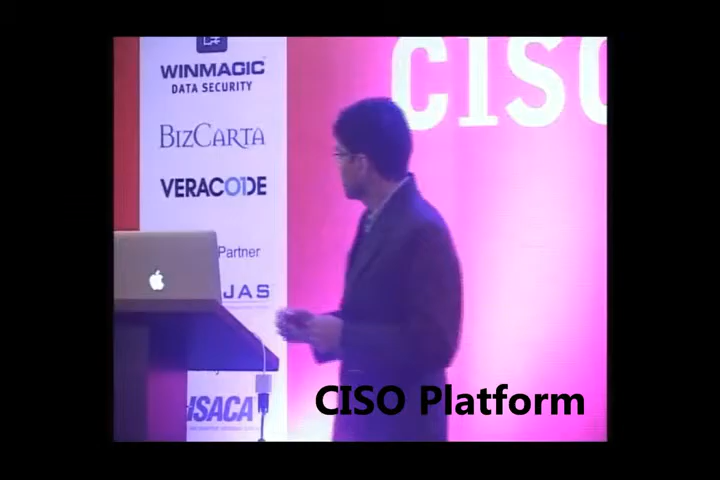 WINMAGIC
DATA SECURITY
BIZCARTA
VERACODE
Partner
JAS
ISACA
CISO
CISO Platform